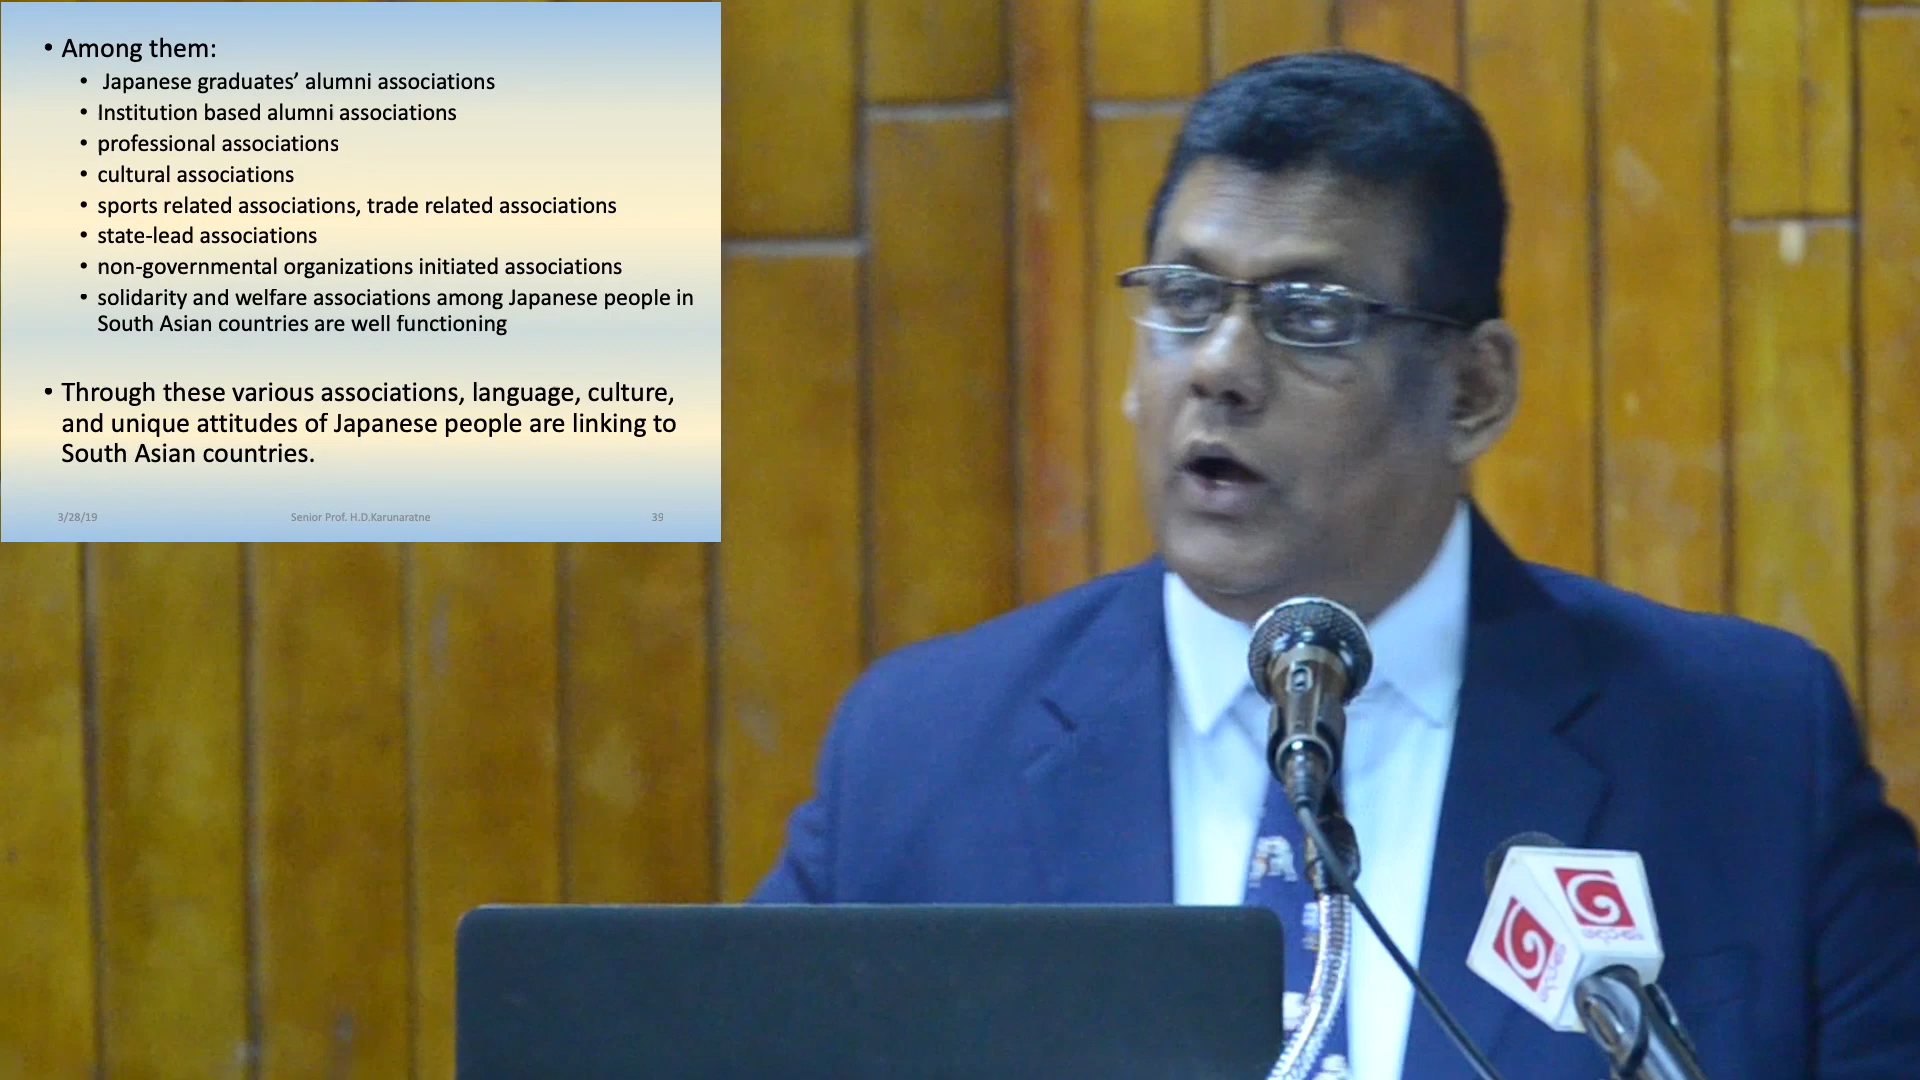 • Among them:
• Japanese graduates’ alumni associations
• Institution based alumni associations
• professional associations
• cultural associations
• sports related associations, trade related associations
• state-lead associations
• non-governmental organizations initiated associations
• solidarity and welfare associations among Japanese people in
South Asian countries are well functioning
• Through these various associations, language, culture,
and unique attitudes of Japanese people are linking to
South Asian countries.
3/28/19
Senior Prof. H.D.Karunaratne
39